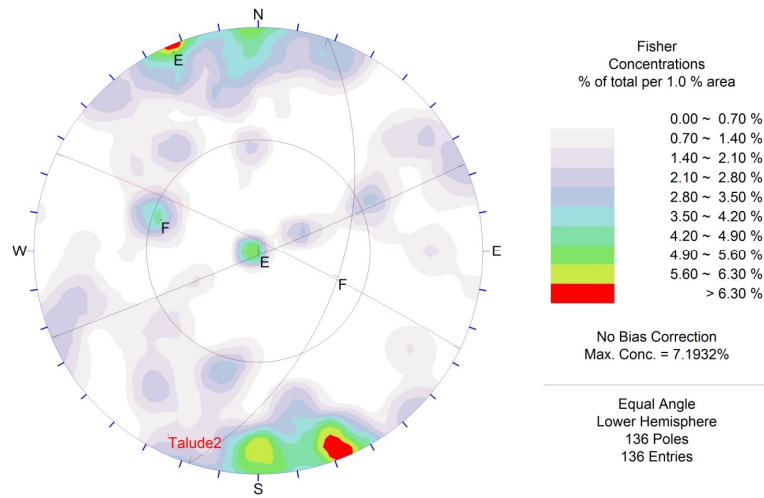 N
E
F
W
E
E
F
Talude2
S
Fisher
Concentrations
% of total per 1.0 % area
0.00 ~ 0.70 %
0.70 ~ 1.40 %
1.40 ~ 2.10 %
2.10 ~ 2.80 %
2.80 ~ 3.50 %
3.50 ~ 4.20 %
4.20 ~ 4.90 %
4.90 ~ 5.60 %
5.60 ~ 6.30 %
> 6.30 %
No Bias Correction
Max. Conc. = 7.1932%
Equal Angle
Lower Hemisphere
136 Poles
136 Entries